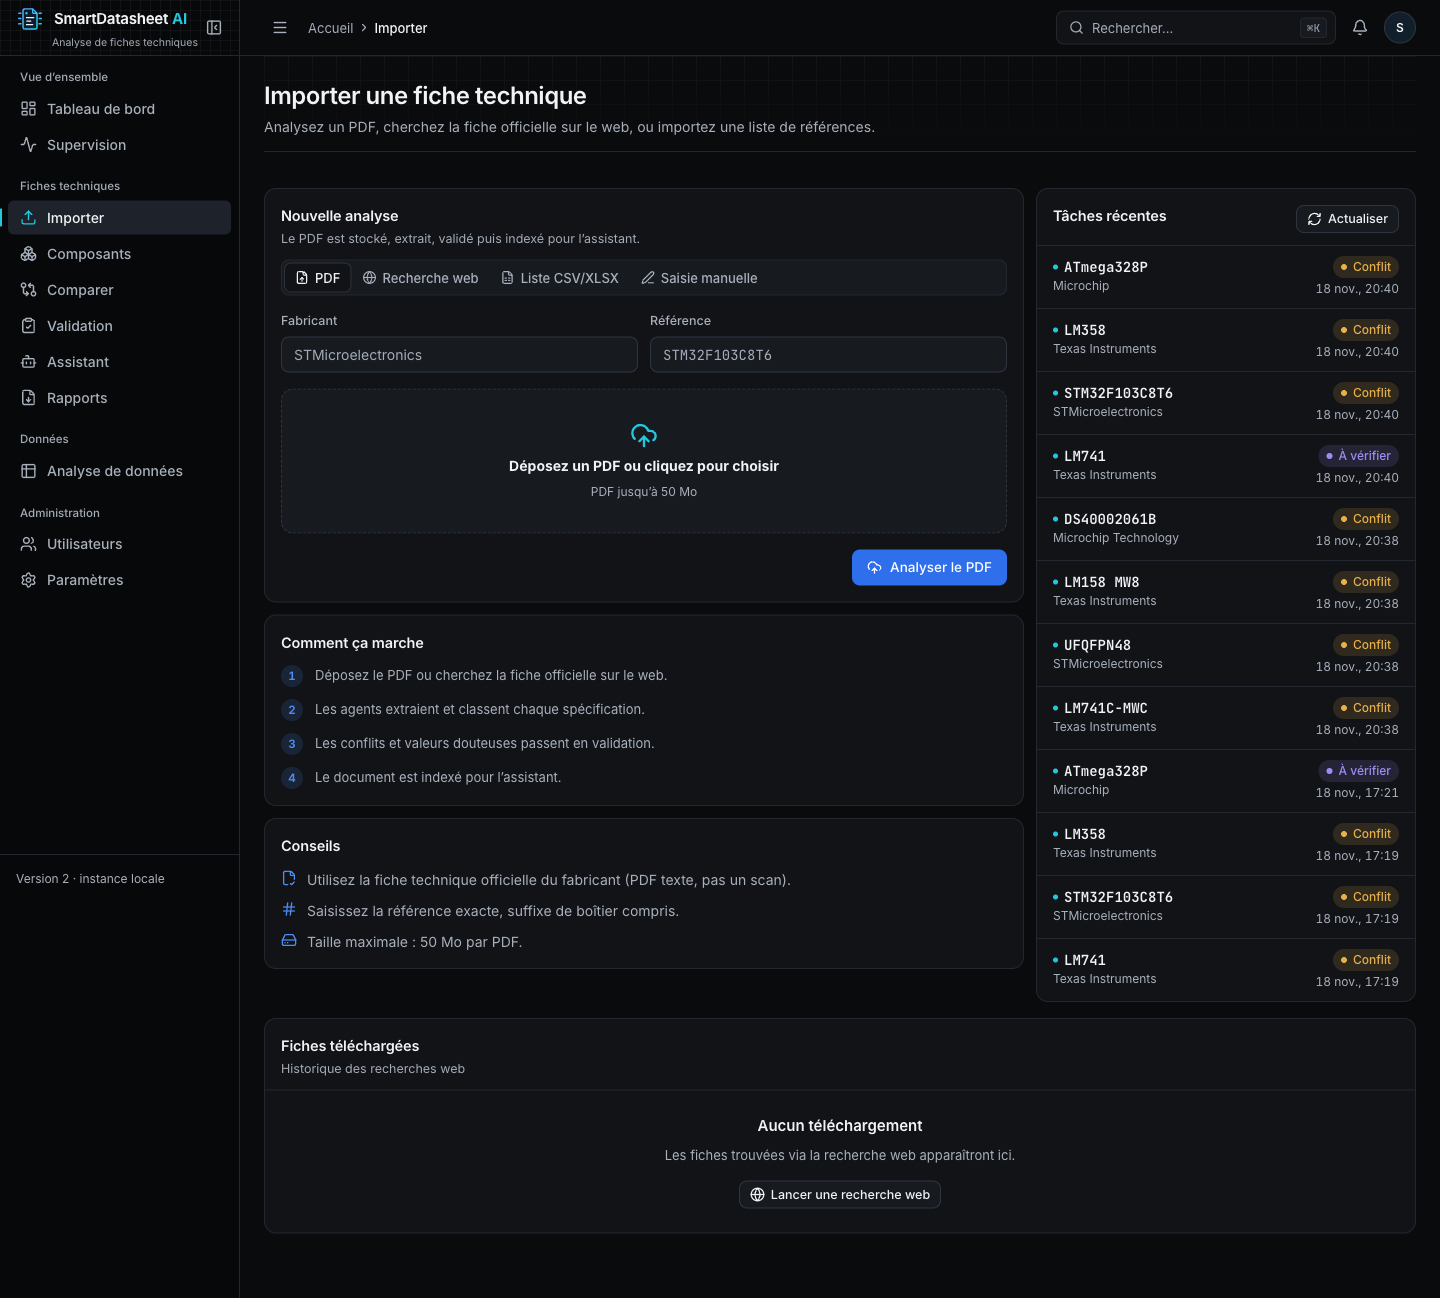 SmartDatasheet AI
Analyse de fiches techniques
Vue d’ensemble
Tableau de bord
Supervision
Fiches techniques
Importer
Composants
Comparer
Validation
Assistant
Rapports
Données
Analyse de données
Administration
Utilisateurs
Paramètres
Version 2 · instance locale
Accueil › Importer
Rechercher... ⌘K
S
Importer une fiche technique
Analysez un PDF, cherchez la fiche officielle sur le web, ou importez une liste de références.
Nouvelle analyse
Le PDF est stocké, extrait, validé puis indexé pour l’assistant.
PDF Recherche web Liste CSV/XLSX Saisie manuelle
Fabricant Référence
STMicroelectronics STM32F103C8T6
Déposez un PDF ou cliquez pour choisir
PDF jusqu’à 50 Mo
Analyser le PDF
Comment ça marche
1 Déposez le PDF ou cherchez la fiche officielle sur le web.
2 Les agents extraient et classent chaque spécification.
3 Les conflits et valeurs douteuses passent en validation.
4 Le document est indexé pour l’assistant.
Conseils
Utilisez la fiche technique officielle du fabricant (PDF texte, pas un scan).
Saisissez la référence exacte, suffixe de boîtier compris.
Taille maximale : 50 Mo par PDF.
Tâches récentes Actualiser
ATmega328P Conflit
Microchip 18 nov., 20:40
LM358 Conflit
Texas Instruments 18 nov., 20:40
STM32F103C8T6 Conflit
STMicroelectronics 18 nov., 20:40
LM741 À vérifier
Texas Instruments 18 nov., 20:40
DS40002061B Conflit
Microchip Technology 18 nov., 20:38
LM158 MW8 Conflit
Texas Instruments 18 nov., 20:38
UFQFPN48 Conflit
STMicroelectronics 18 nov., 20:38
LM741C-MWC Conflit
Texas Instruments 18 nov., 20:38
ATmega328P À vérifier
Microchip 18 nov., 17:21
LM358 Conflit
Texas Instruments 18 nov., 17:19
STM32F103C8T6 Conflit
STMicroelectronics 18 nov., 17:19
LM741 Conflit
Texas Instruments 18 nov., 17:19
Fiches téléchargées
Historique des recherches web
Aucun téléchargement
Les fiches trouvées via la recherche web apparaîtront ici.
Lancer une recherche web